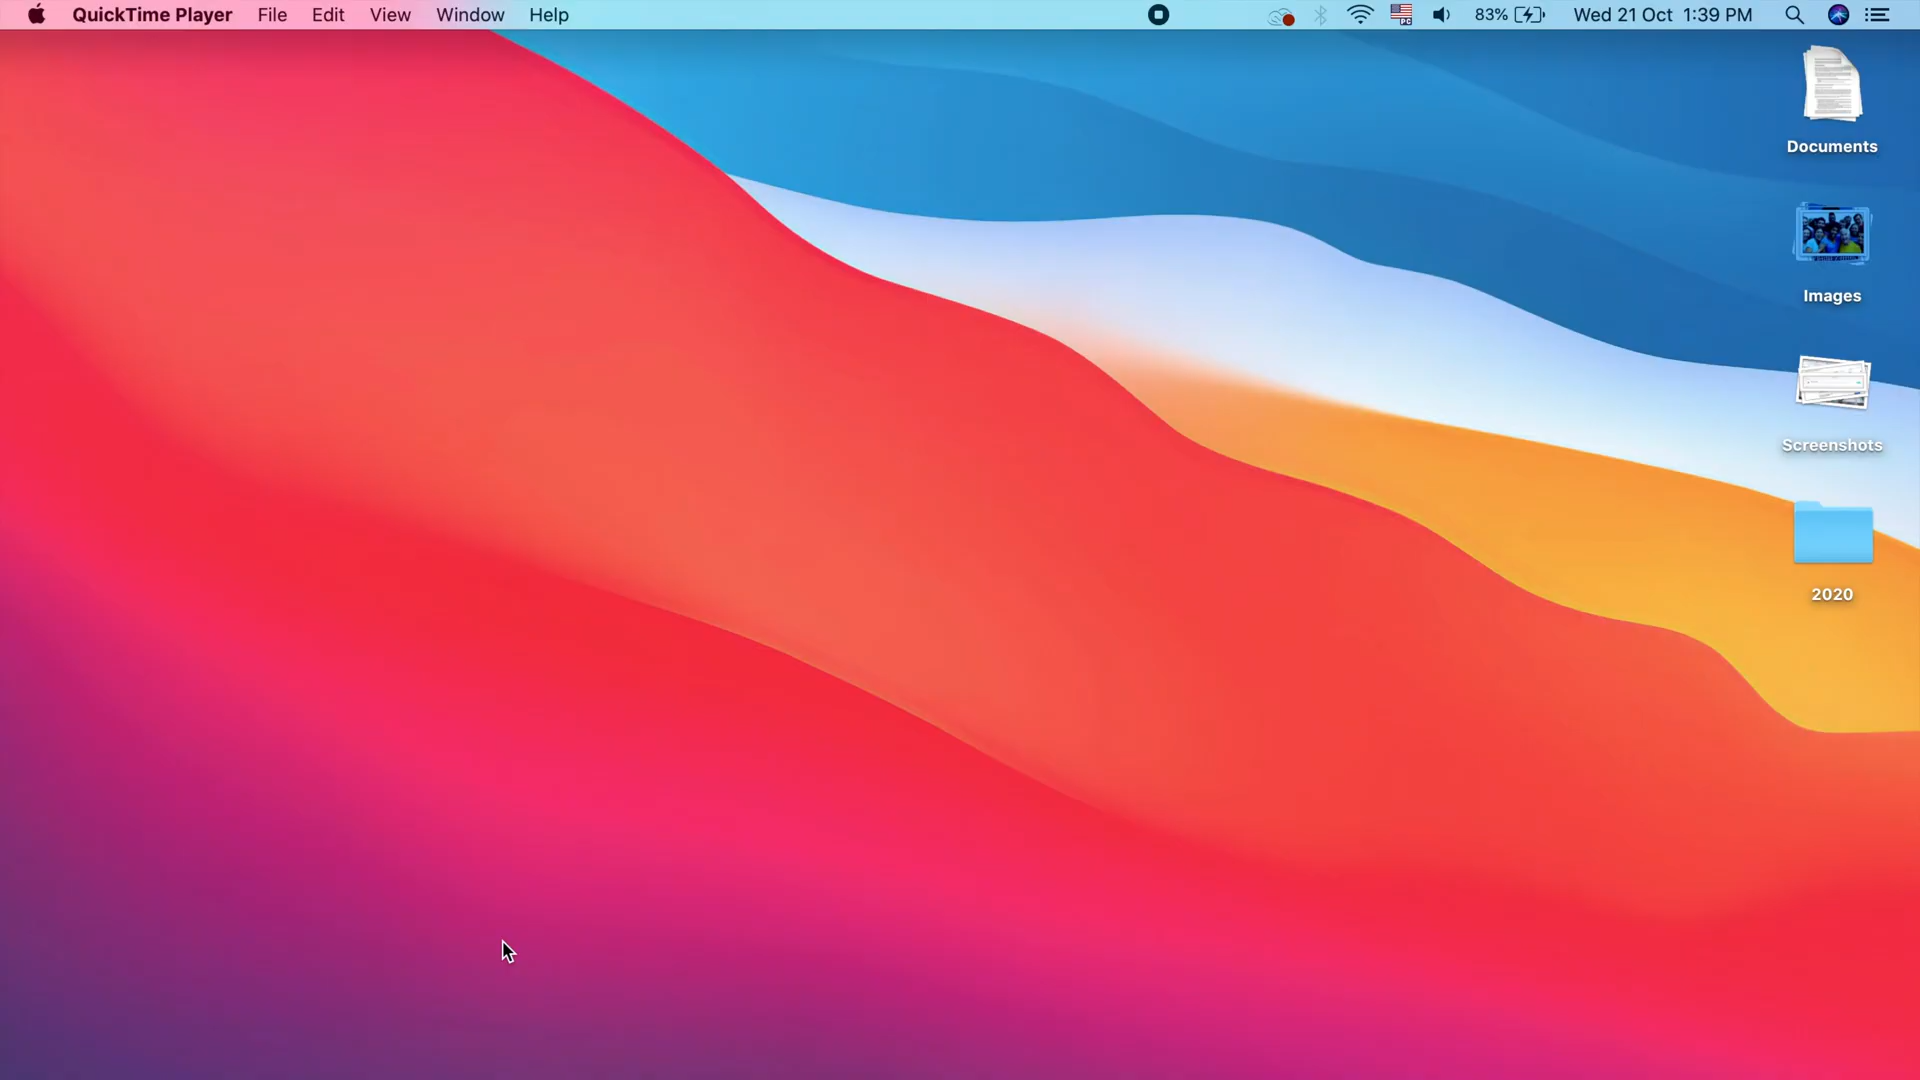 QuickTime Player File Edit View Window Help 83% Wed 21 Oct 1:39 PM
Documents
Images
Screenshots
2020